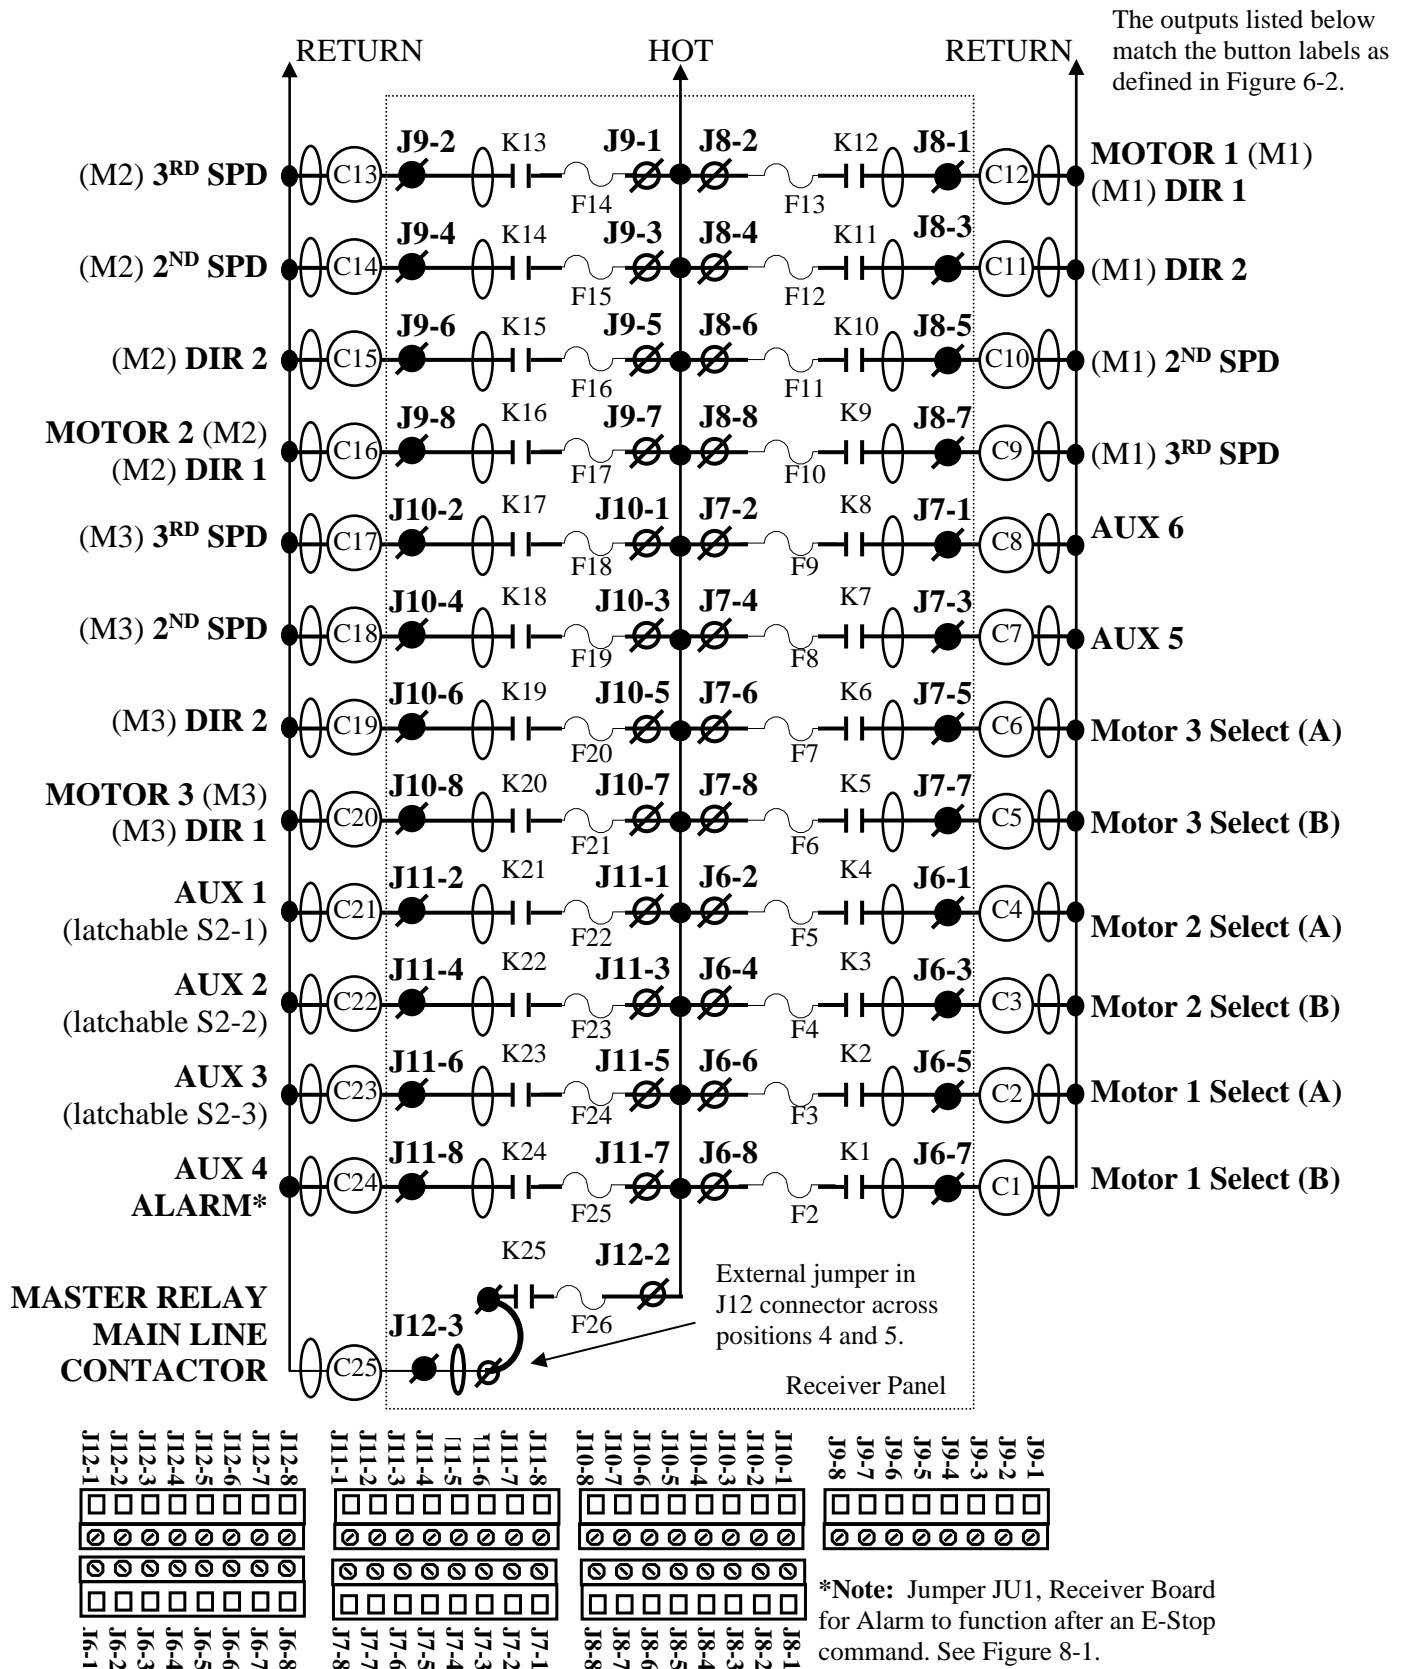 The outputs listed below
match the button labels as
defined in Figure 6-2.
RETURN HOT RETURN
(M2) 3RD SPD C13 J9-2 K13 F14 J9-1 J8-2 F13 K12 J8-1 C12 MOTOR 1 (M1)
(M1) DIR 1
(M2) 2ND SPD C14 J9-4 K14 F15 J9-3 J8-4 F12 K11 J8-3 C11 (M1) DIR 2
(M2) DIR 2 C15 J9-6 K15 F16 J9-5 J8-6 F11 K10 J8-5 C10 (M1) 2ND SPD
MOTOR 2 (M2)
(M2) DIR 1 C16 J9-8 K16 F17 J9-7 J8-8 F10 K9 J8-7 C9 (M1) 3RD SPD
(M3) 3RD SPD C17 J10-2 K17 F18 J10-1 J7-2 F9 K8 J7-1 C8 AUX 6
(M3) 2ND SPD C18 J10-4 K18 F19 J10-3 J7-4 F8 K7 J7-3 C7 AUX 5
(M3) DIR 2 C19 J10-6 K19 F20 J10-5 J7-6 F7 K6 J7-5 C6 Motor 3 Select (A)
MOTOR 3 (M3)
(M3) DIR 1 C20 J10-8 K20 F21 J10-7 J7-8 F6 K5 J7-7 C5 Motor 3 Select (B)
AUX 1
(latchable S2-1) C21 J11-2 K21 F22 J11-1 J6-2 F5 K4 J6-1 C4 Motor 2 Select (A)
AUX 2
(latchable S2-2) C22 J11-4 K22 F23 J11-3 J6-4 F4 K3 J6-3 C3 Motor 2 Select (B)
AUX 3
(latchable S2-3) C23 J11-6 K23 F24 J11-5 J6-6 F3 K2 J6-5 C2 Motor 1 Select (A)
AUX 4
ALARM* C24 J11-8 K24 F25 J11-7 J6-8 F2 K1 J6-7 C1 Motor 1 Select (B)
K25 F26 J12-2
MASTER RELAY
MAIN LINE
CONTACTOR C25 J12-3
External jumper in
J12 connector across
positions 4 and 5.
Receiver Panel
J12-1 J12-2 J12-3 J12-4 J12-5 J12-6 J12-7 J12-8
J11-1 J11-2 J11-3 J11-4 J11-5 J11-6 J11-7 J11-8
J10-8 J10-7 J10-6 J10-5 J10-4 J10-3 J10-2 J10-1
J9-8 J9-7 J9-6 J9-5 J9-4 J9-3 J9-2 J9-1
J6-1 J6-2 J6-3 J6-4 J6-5 J6-6 J6-7 J6-8
J7-8 J7-7 J7-6 J7-5 J7-4 J7-3 J7-2 J7-1
J8-8 J8-7 J8-6 J8-5 J8-4 J8-3 J8-2 J8-1
*Note: Jumper JU1, Receiver Board
for Alarm to function after an E-Stop
command. See Figure 8-1.